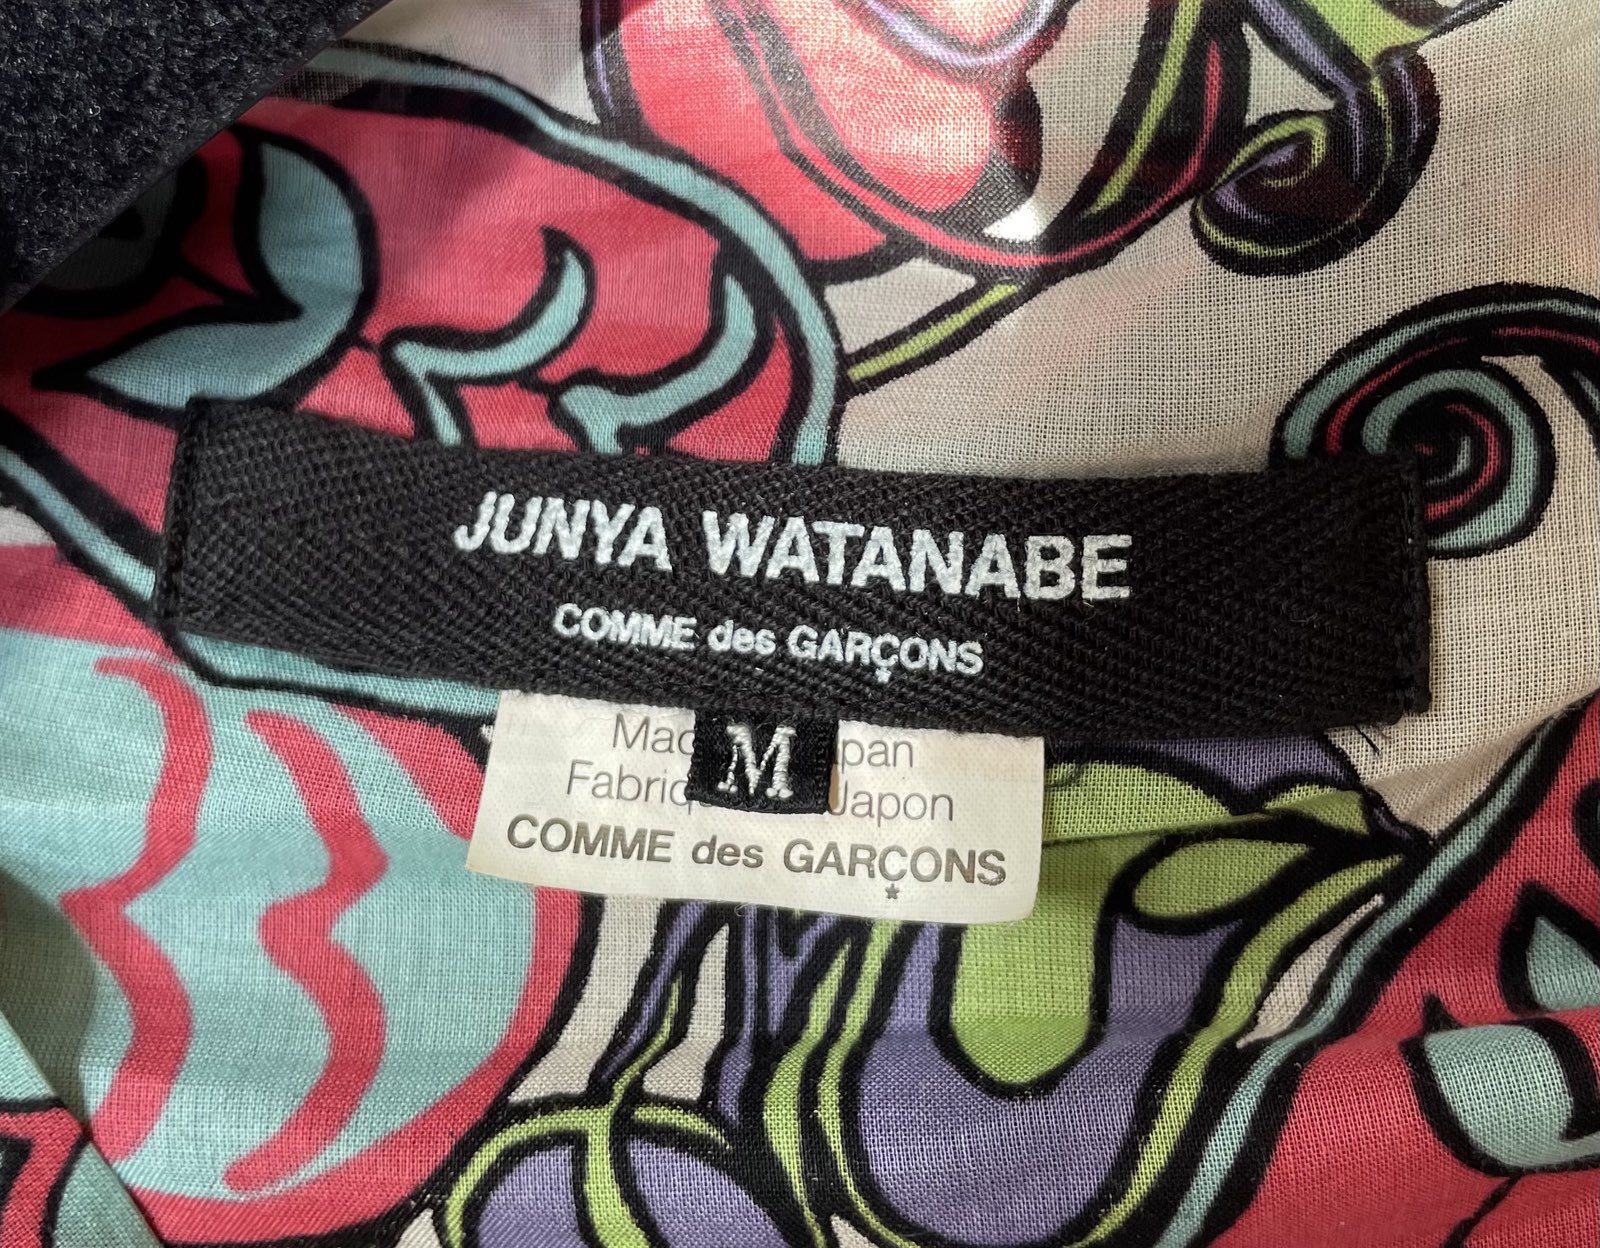 JUNYA WATANABE
COMME des GARÇONS
M
Japon
COMME des GARÇONS
*